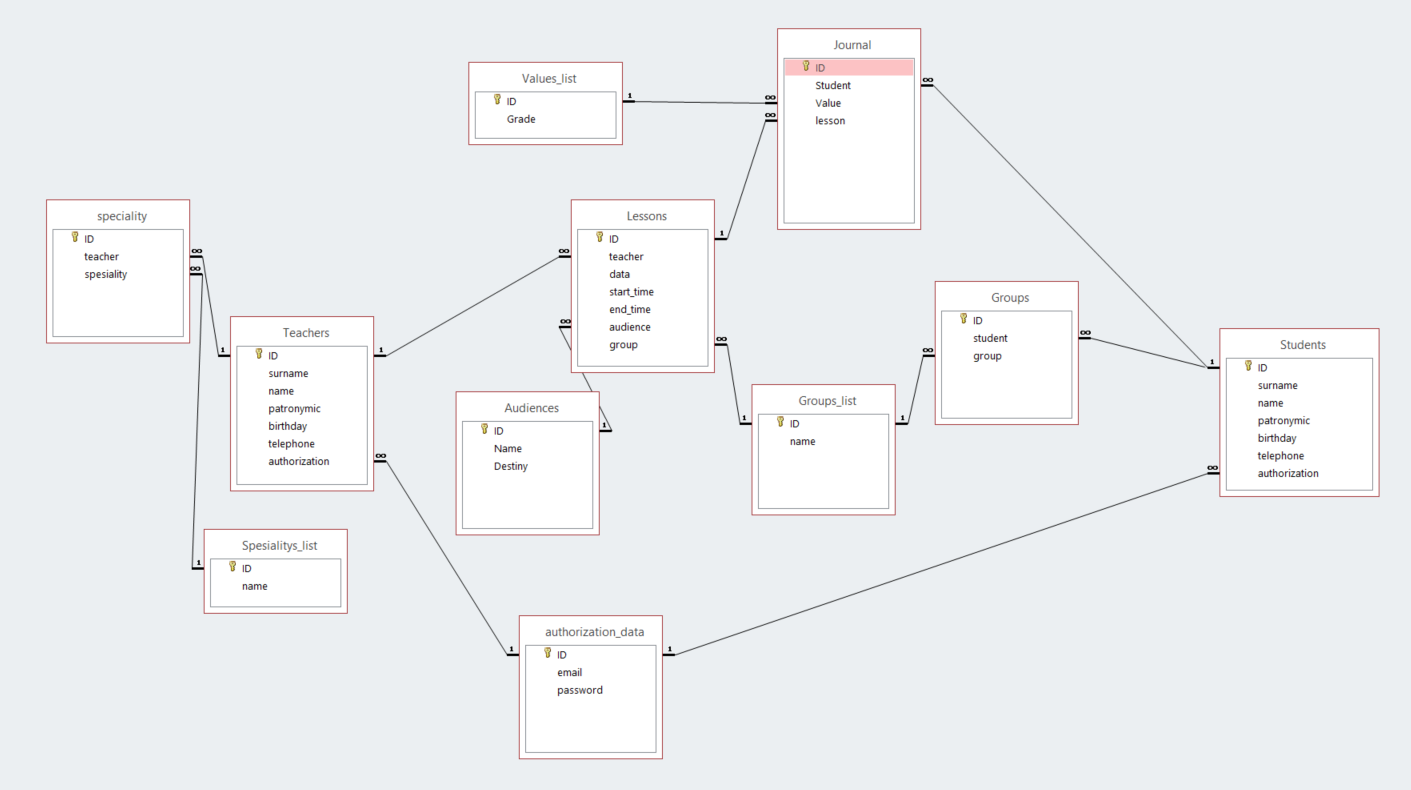 Journal
ID
Student
Value
lesson
Values_list
ID
Grade
speciality
ID
teacher
spesiality
Lessons
ID
teacher
data
start_time
end_time
audience
group
Groups
ID
student
group
Teachers
ID
surname
name
patronymic
birthday
telephone
authorization
Students
ID
surname
name
patronymic
birthday
telephone
authorization
Audiences
ID
Name
Destiny
Groups_list
ID
name
Spesialitys_list
ID
name
authorization_data
ID
email
password
1
∞
∞
∞
∞
∞
1
∞
1
∞
∞
1
∞
1
1
∞
∞
1
1
1
∞
∞
1
1
1